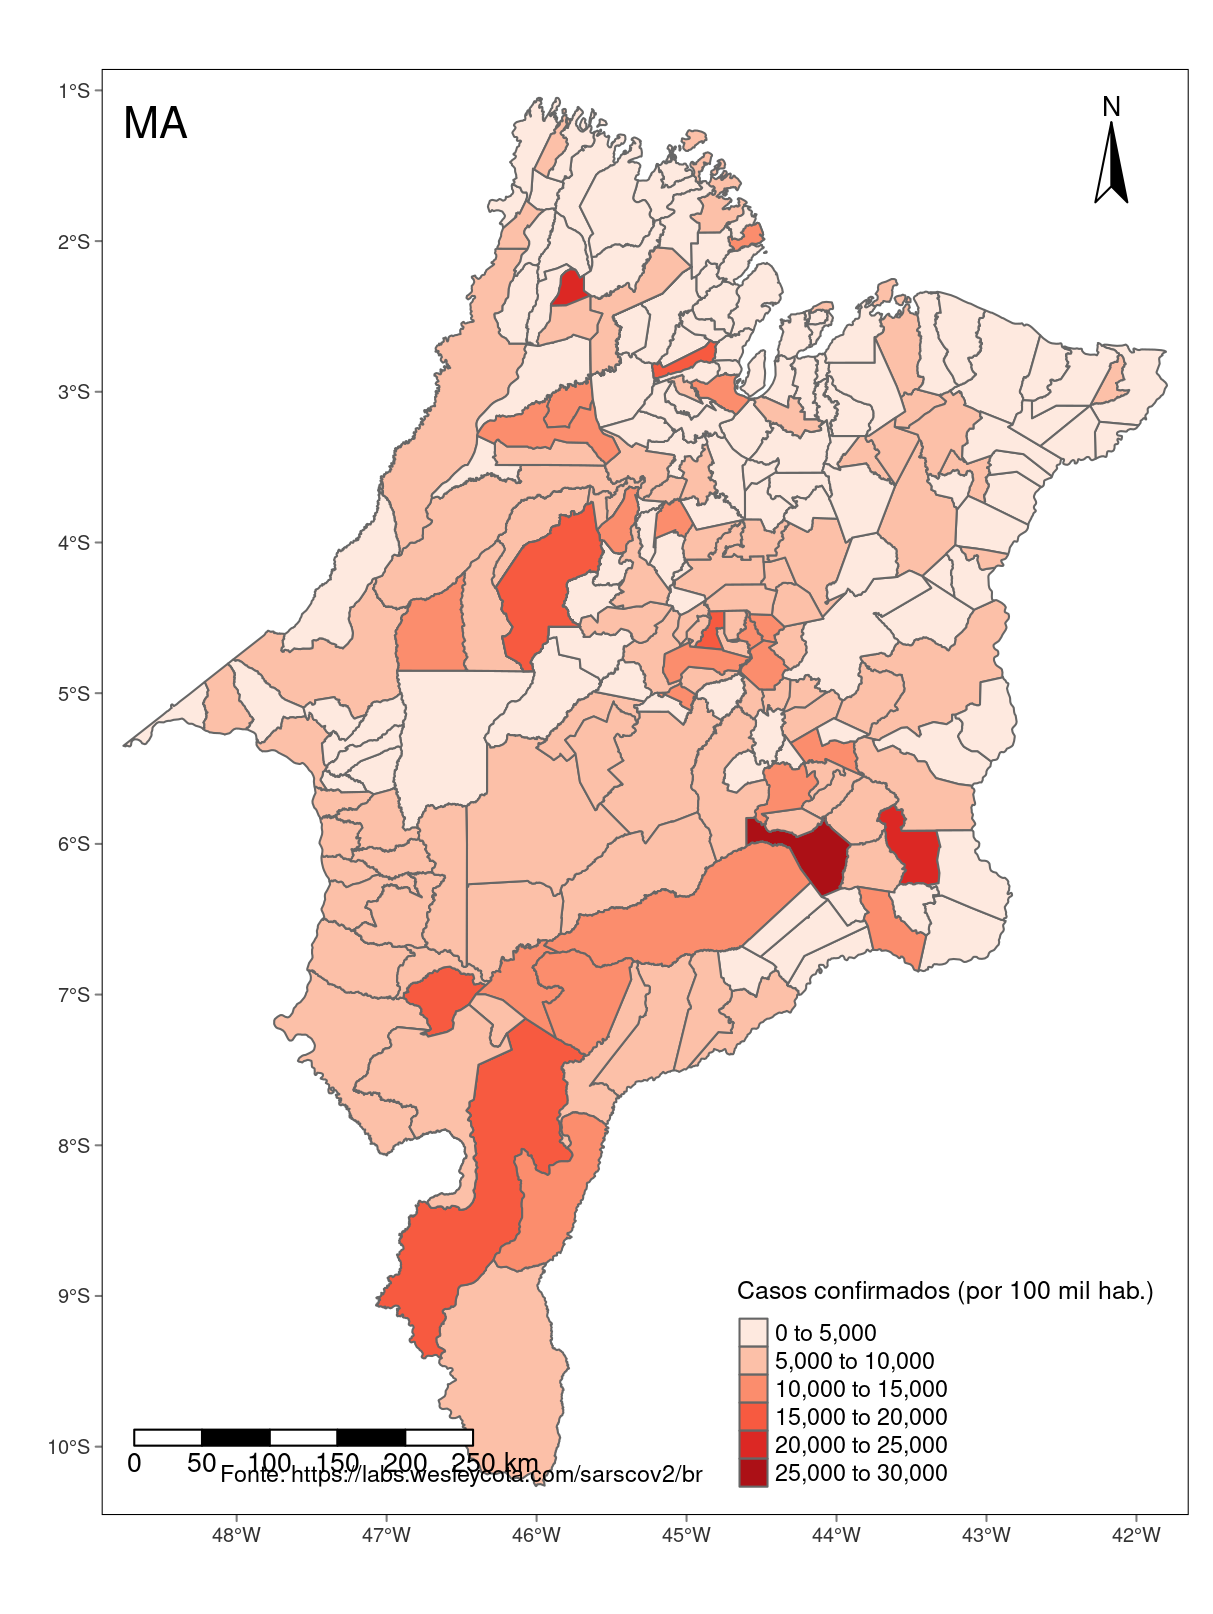 MA
N
1°S
2°S
3°S
4°S
5°S
6°S
7°S
8°S
9°S
10°S
Casos confirmados (por 100 mil hab.)
0 to 5,000
5,000 to 10,000
10,000 to 15,000
15,000 to 20,000
20,000 to 25,000
25,000 to 30,000
0 50 100 150 200 250 km
Fonte: https://labs.wesleycota.com/sarscov2/br
48°W 47°W 46°W 45°W 44°W 43°W 42°W